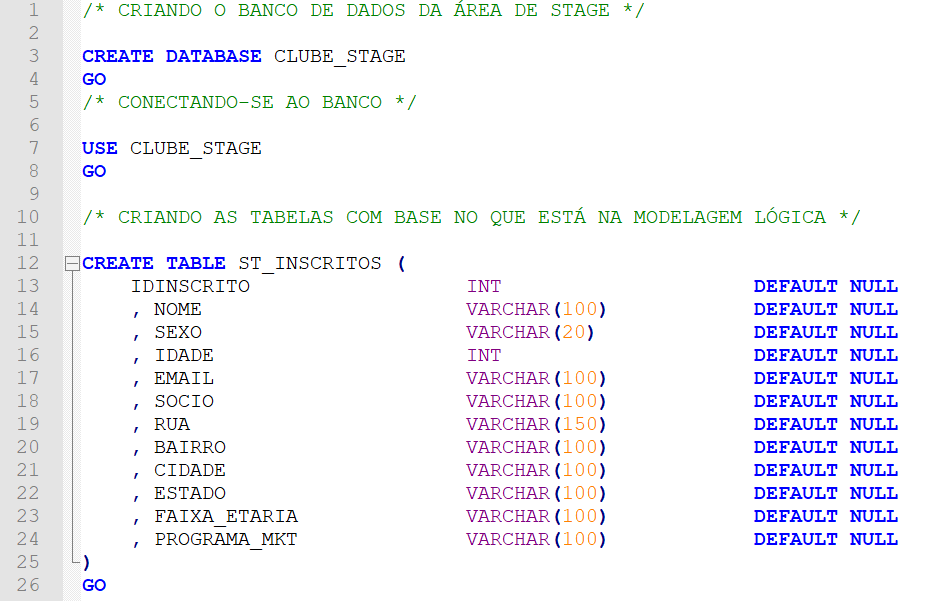 1 /* CRIANDO O BANCO DE DADOS DA ÁREA DE STAGE */
2
3 CREATE DATABASE CLUBE_STAGE
4 GO
5 /* CONECTANDO-SE AO BANCO */
6
7 USE CLUBE_STAGE
8 GO
9
10 /* CRIANDO AS TABELAS COM BASE NO QUE ESTÁ NA MODELAGEM LÓGICA */
11
12 CREATE TABLE ST_INSCRITOS (
13 IDINSCRITO INT DEFAULT NULL
14 , NOME VARCHAR(100) DEFAULT NULL
15 , SEXO VARCHAR(20) DEFAULT NULL
16 , IDADE INT DEFAULT NULL
17 , EMAIL VARCHAR(100) DEFAULT NULL
18 , SOCIO VARCHAR(100) DEFAULT NULL
19 , RUA VARCHAR(150) DEFAULT NULL
20 , BAIRRO VARCHAR(100) DEFAULT NULL
21 , CIDADE VARCHAR(100) DEFAULT NULL
22 , ESTADO VARCHAR(100) DEFAULT NULL
23 , FAIXA_ETARIA VARCHAR(100) DEFAULT NULL
24 , PROGRAMA_MKT VARCHAR(100) DEFAULT NULL
25 )
26 GO